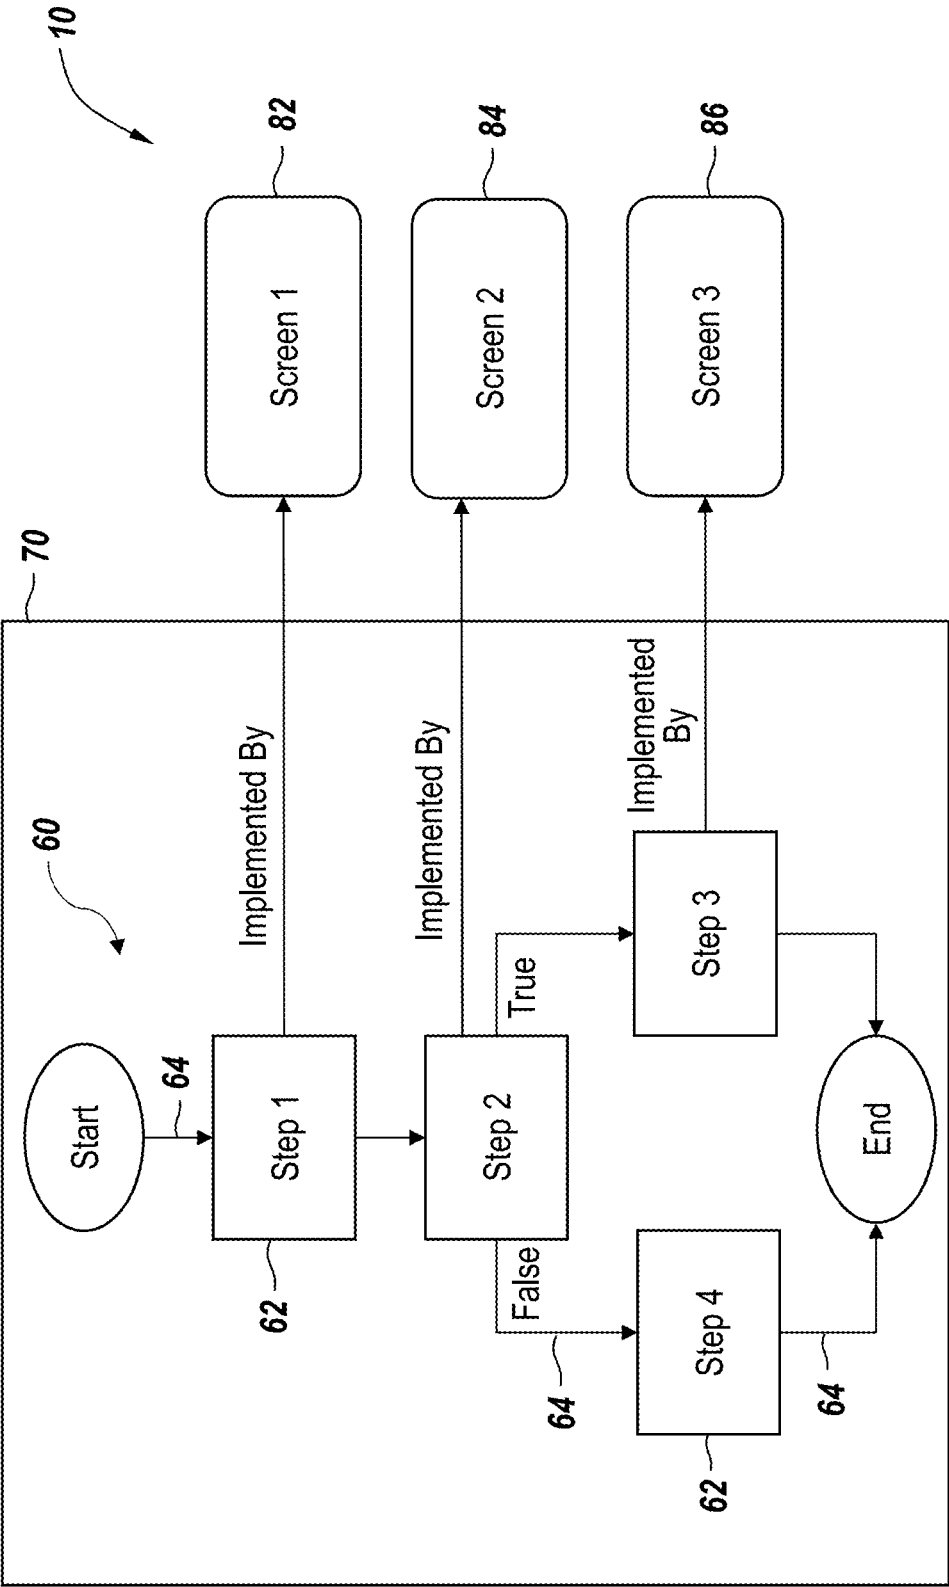 10
70
60
Start
64
Implemented By
62
Step 1
Screen 1
82
Implemented By
Step 2
Screen 2
84
False
True
64
Implemented
By
62
Step 4
Step 3
Screen 3
86
64
End